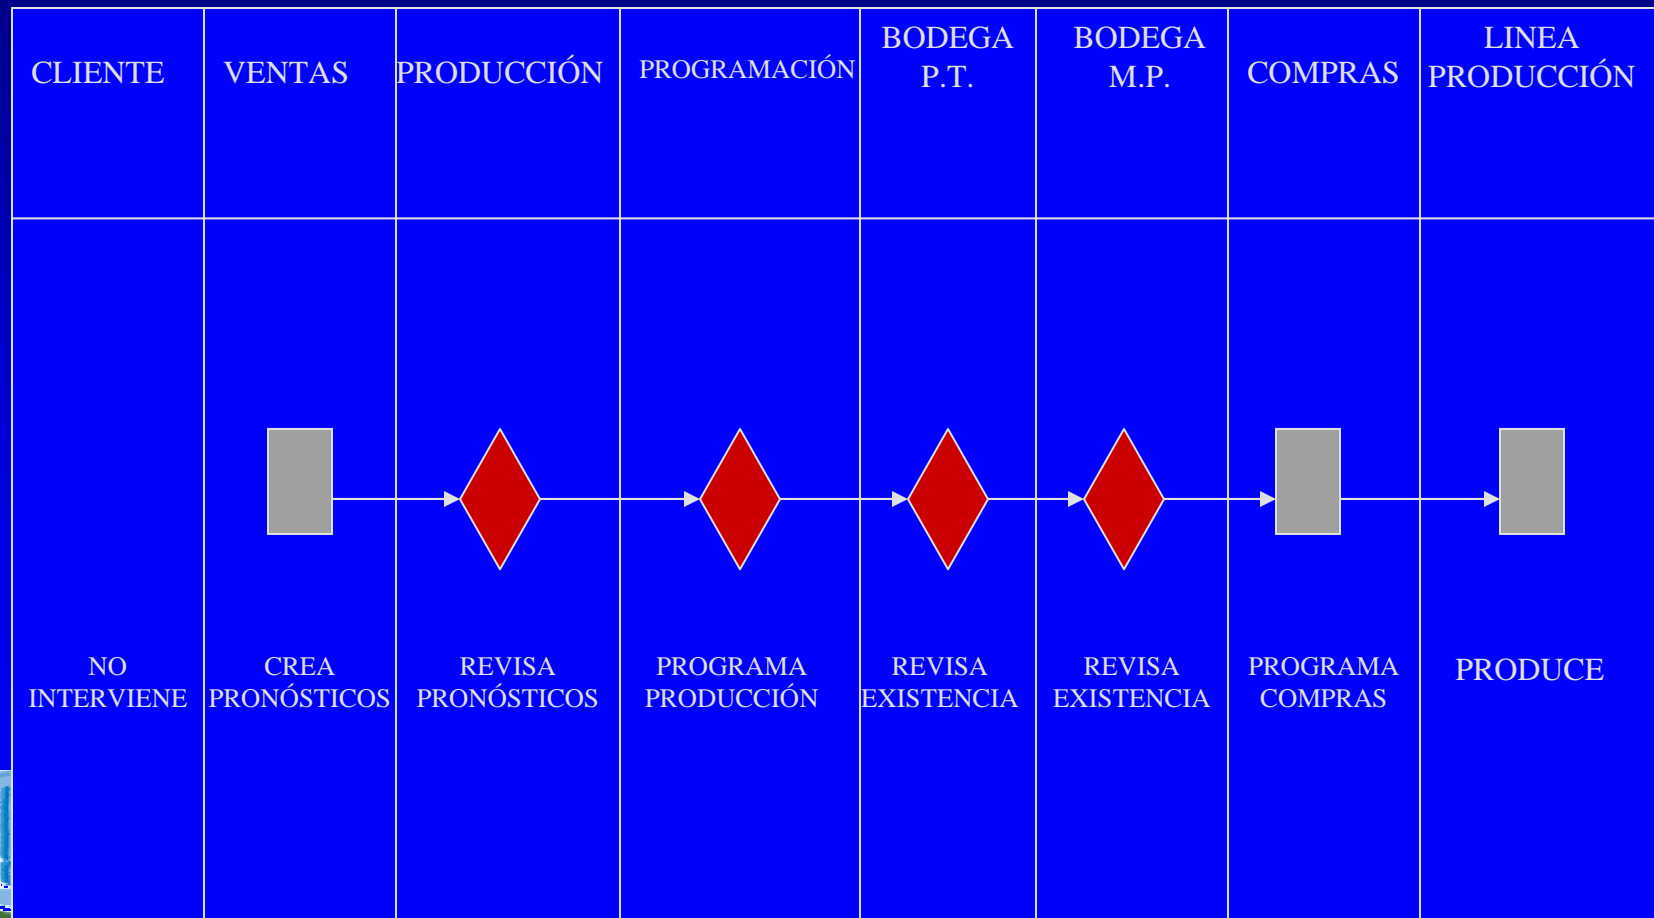 CLIENTE
VENTAS
PRODUCCIÓN
PROGRAMACIÓN
BODEGA
P.T.
BODEGA
M.P.
COMPRAS
LINEA
PRODUCCIÓN
NO
INTERVIENE
CREA
PRONÓSTICOS
REVISA
PRONÓSTICOS
PROGRAMA
PRODUCCIÓN
REVISA
EXISTENCIA
REVISA
EXISTENCIA
PROGRAMA
COMPRAS
PRODUCE